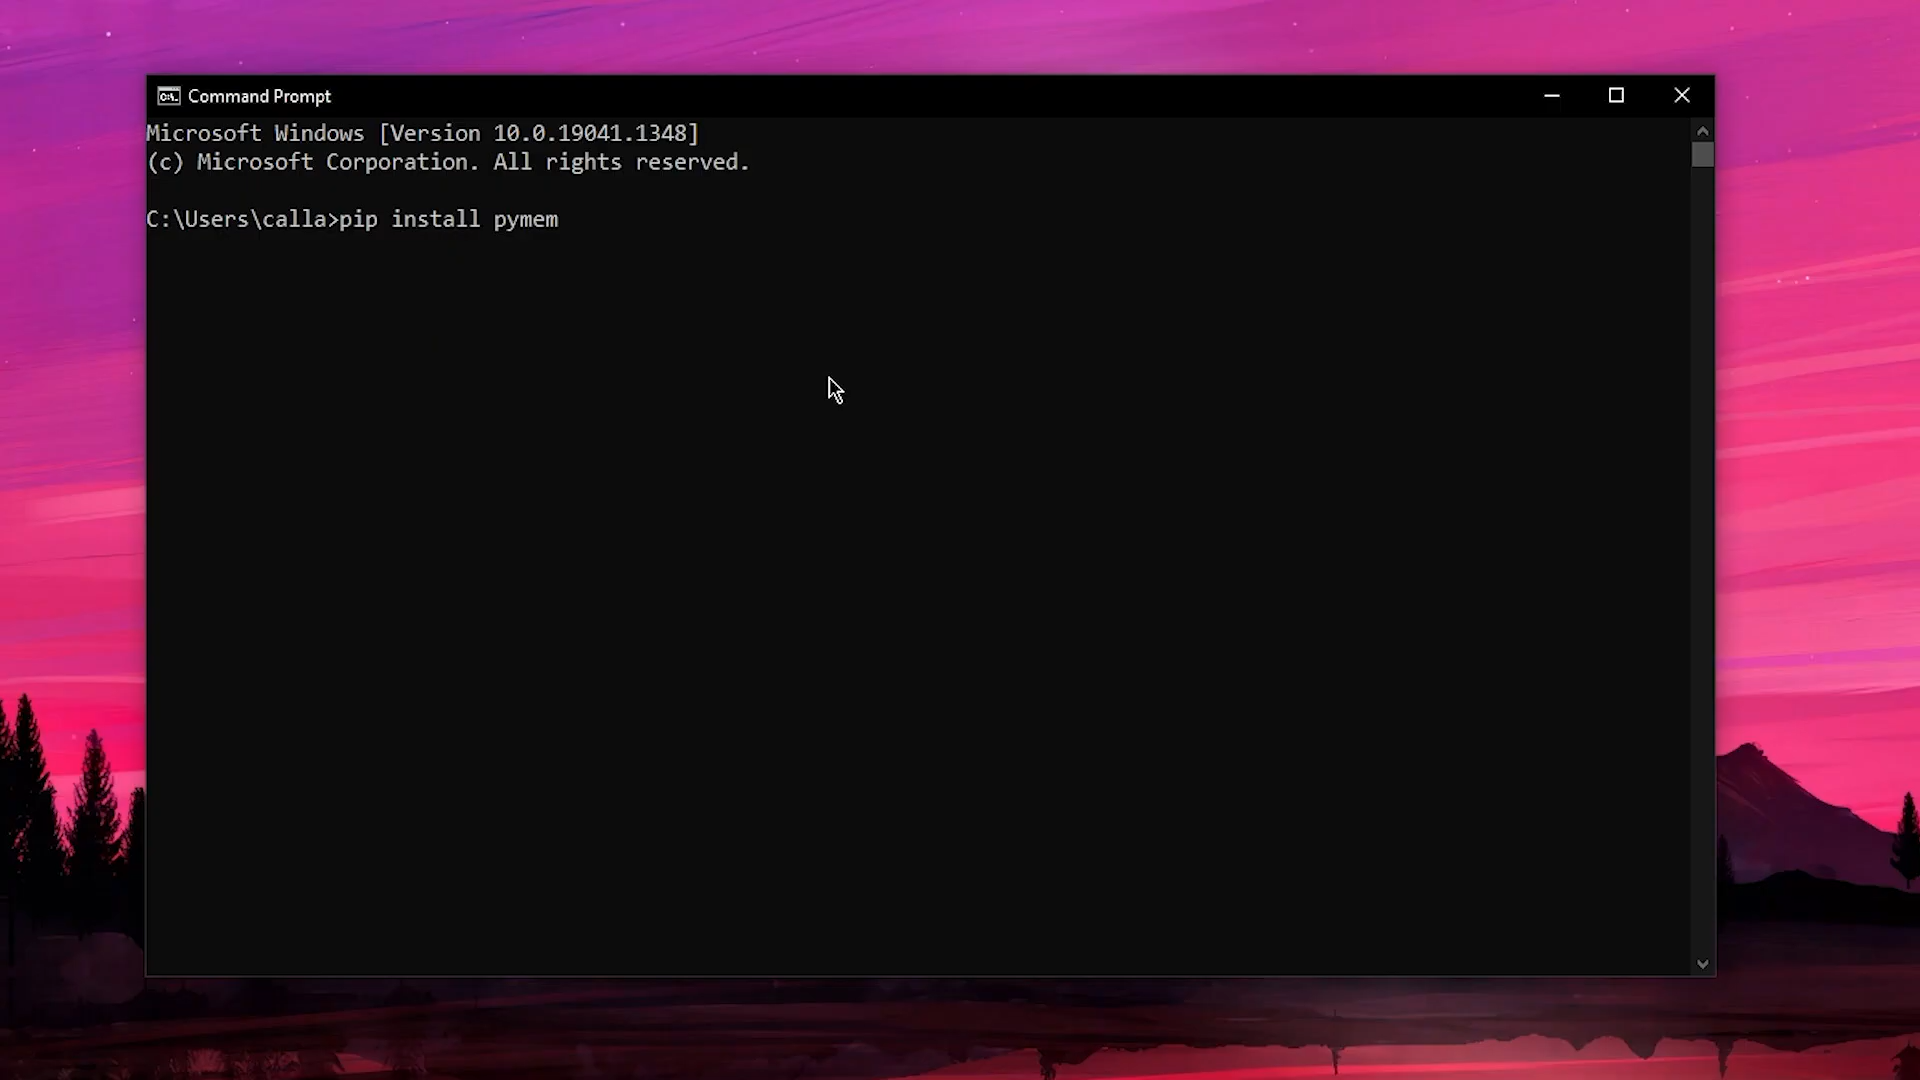 Command Prompt
Microsoft Windows [Version 10.0.19041.1348]
(c) Microsoft Corporation. All rights reserved.
C:\Users\calla>pip install pymem